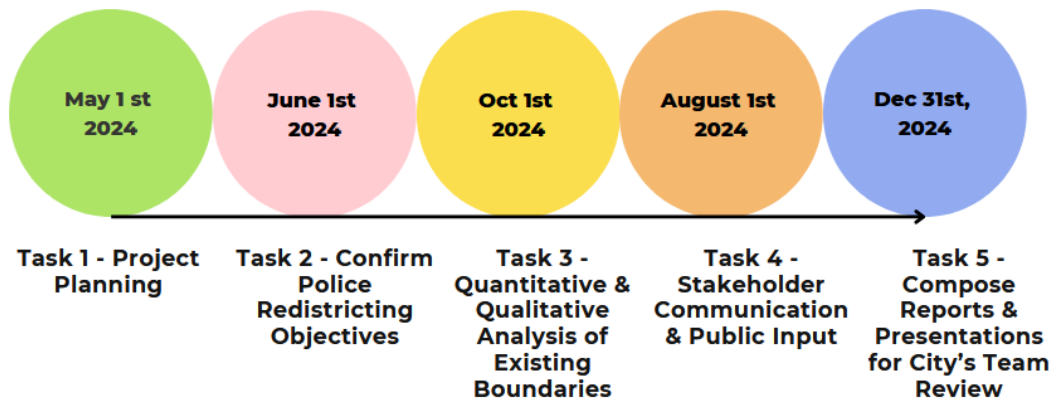 May 1 st
2024
June 1st
2024
Oct 1st
2024
August 1st
2024
Dec 31st,
2024
Task 1 - Project
Planning
Task 2 - Confirm
Police
Redistricting
Objectives
Task 3 -
Quantitative &
Qualitative
Analysis of
Existing
Boundaries
Task 4 -
Stakeholder
Communication
& Public Input
Task 5 -
Compose
Reports &
Presentations
for City's Team
Review